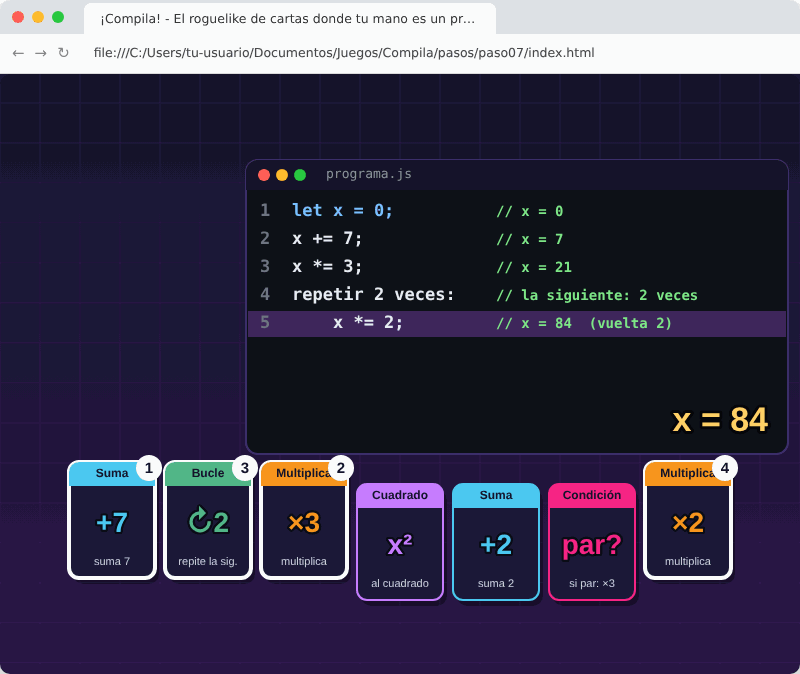 ¡Compila! - El roguelike de cartas donde tu mano es un pr...
← → ↻ file:///C:/Users/tu-usuario/Documentos/Juegos/Compila/pasos/paso07/index.html
programa.js
1 let x = 0; // x = 0
2 x += 7; // x = 7
3 x *= 3; // x = 21
4 repetir 2 veces: // la siguiente: 2 veces
5 x *= 2; // x = 84 (vuelta 2)
x = 84
Suma 1
+7
suma 7
Bucle 3
↻2
repite la sig.
Multiplica 2
×3
multiplica
Cuadrado
x²
al cuadrado
Suma
+2
suma 2
Condición
par?
si par: ×3
Multiplica 4
×2
multiplica